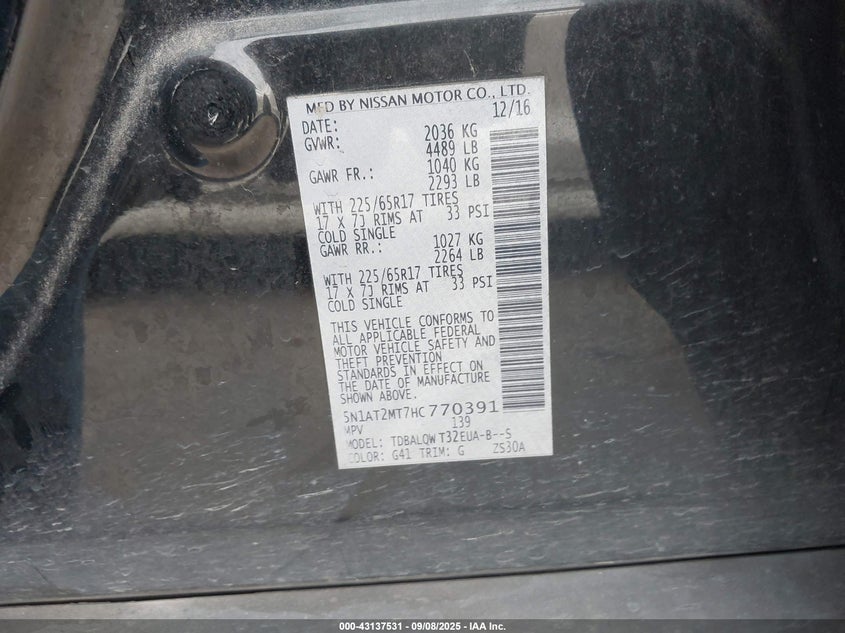 MFD BY NISSAN MOTOR CO., LTD.
DATE: 12/16
GVWR: 2036 KG
4489 LB
GAWR FR.: 1040 KG
2293 LB
WITH 225/65R17 TIRES
17 X 7J RIMS AT 33 PSI
COLD SINGLE
GAWR RR.: 1027 KG
2264 LB
WITH 225/65R17 TIRES
17 X 7J RIMS AT 33 PSI
COLD SINGLE
THIS VEHICLE CONFORMS TO
ALL APPLICABLE FEDERAL
MOTOR VEHICLE SAFETY AND
THEFT PREVENTION
STANDARDS IN EFFECT ON
THE DATE OF MANUFACTURE
SHOWN ABOVE.
5N1AT2MT7HC770391
MPV 139
MODEL: TDBALQW T32EUA-B--S
COLOR: G41 TRIM: G ZS30A
000-43137531 - 09/08/2025 - IAA Inc.